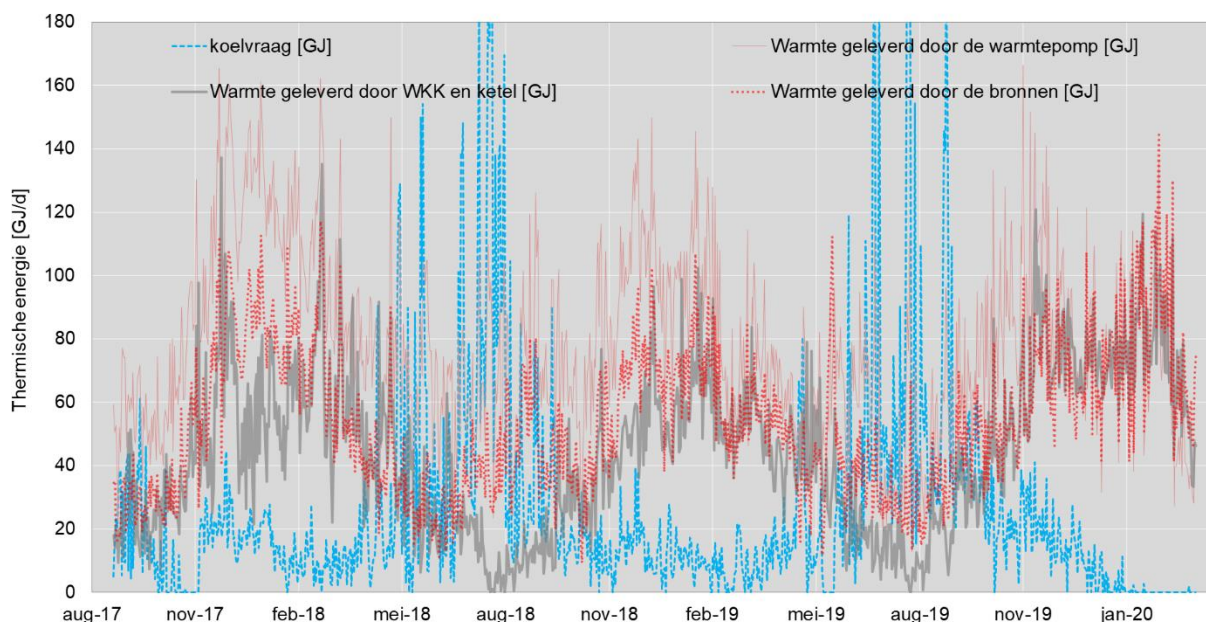 180
160
140
120
100
80
60
40
20
0
Thermische energie [GJ/d]
koelvraag [GJ]
Warmte geleverd door de warmtepomp [GJ]
Warmte geleverd door WKK en ketel [GJ]
Warmte geleverd door de bronnen [GJ]
aug-17 nov-17 feb-18 mei-18 aug-18 nov-18 feb-19 mei-19 aug-19 nov-19 jan-20